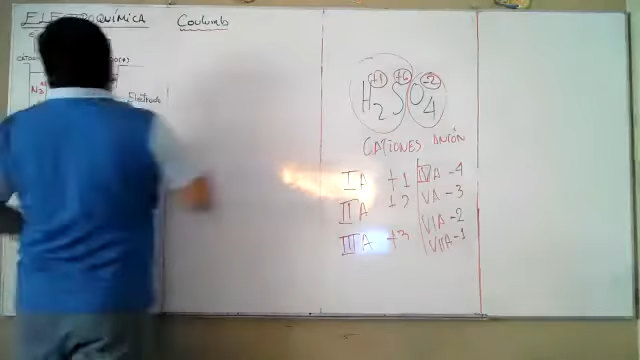 ELECTROQUÍMICA
Coulumb
Electrodo
H₂SO₄
+1 +6 -2
CATIONES ANIÓN
IA +1
IIA +2
IIIA +3
IVA -4
VA -3
VIA -2
VIIA -1